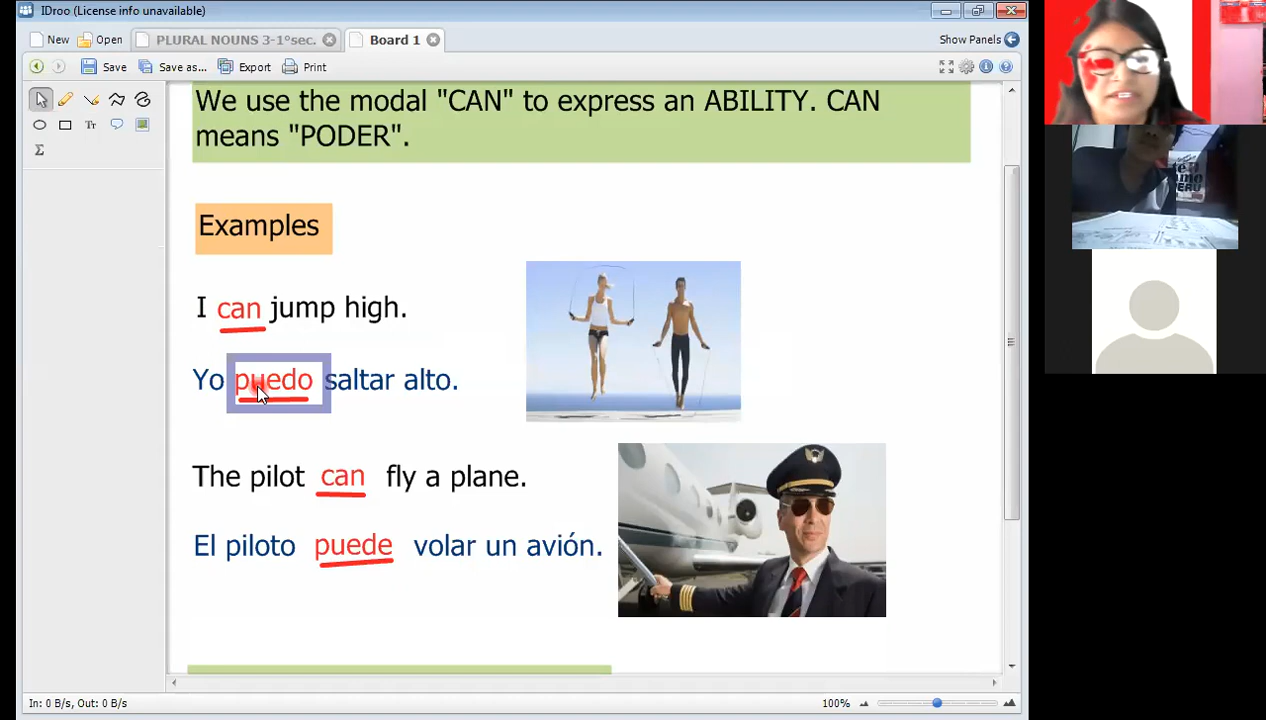 IDroo (License info unavailable)
New Open PLURAL NOUNS 3-1°sec. Board 1 Show Panels
Save Save as... Export Print
Tr
Σ
We use the modal "CAN" to express an ABILITY. CAN
means "PODER".
Examples
I can jump high.
Yo puedo saltar alto.
The pilot can fly a plane.
El piloto puede volar un avión.
In: 0 B/s, Out: 0 B/s
100%
PERU